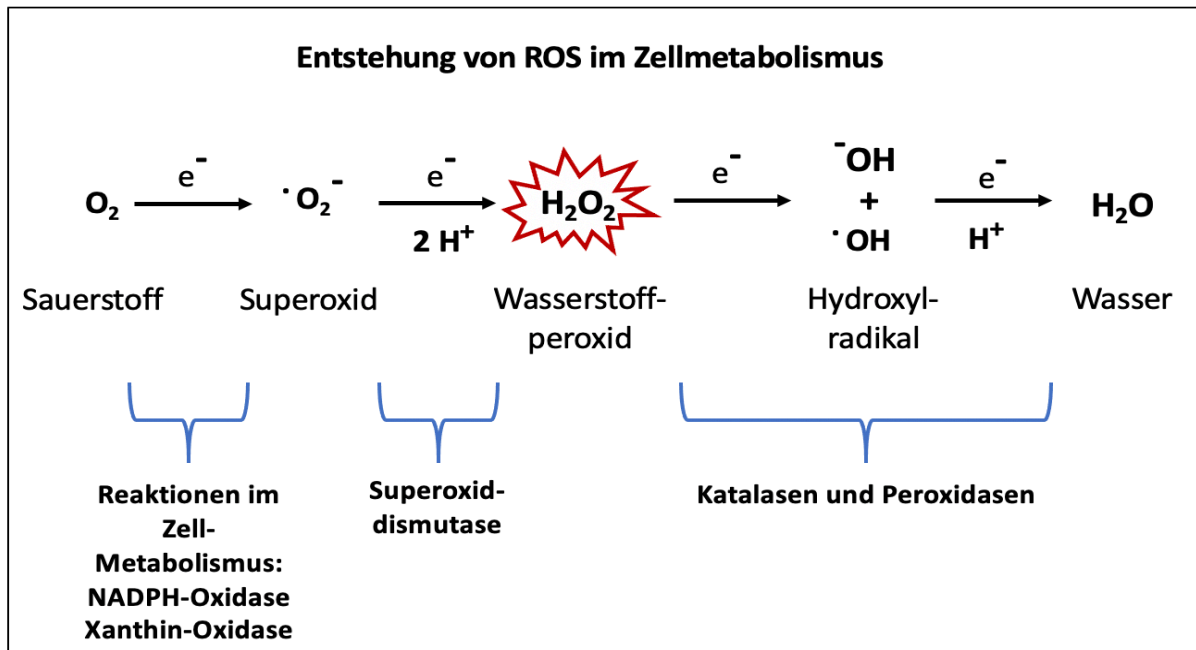 Entstehung von ROS im Zellmetabolismus
O₂ e⁻ ·O₂⁻ e⁻ 2 H⁺ H₂O₂ e⁻ ⁻OH + ·OH e⁻ H⁺ H₂O
Sauerstoff Superoxid Wasserstoff- Hydroxyl- Wasser
peroxid radikal
Reaktionen im
Zell-
Metabolismus:
NADPH-Oxidase
Xanthin-Oxidase
Superoxid-
dismutase
Katalasen und Peroxidasen